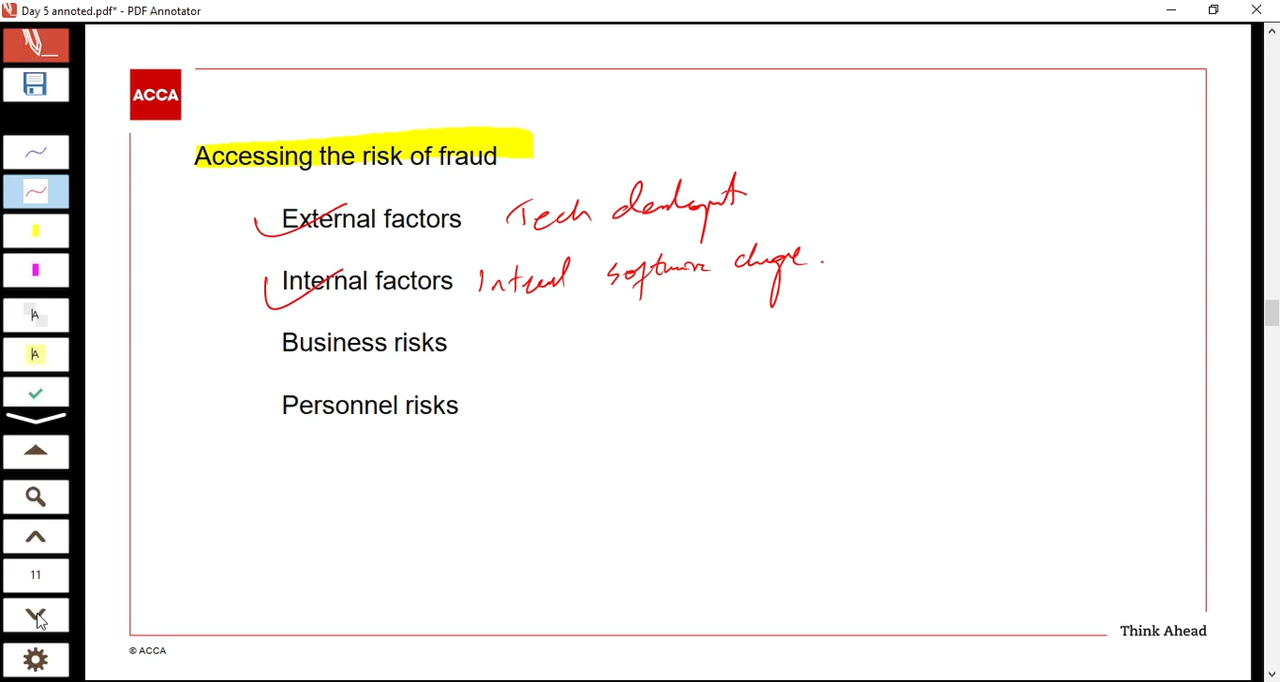 Day 5 annoted.pdf* - PDF Annotator
ACCA
Accessing the risk of fraud
External factors Tech
Internal factors Internal software change.
Business risks
Personnel risks
11
Think Ahead
© ACCA